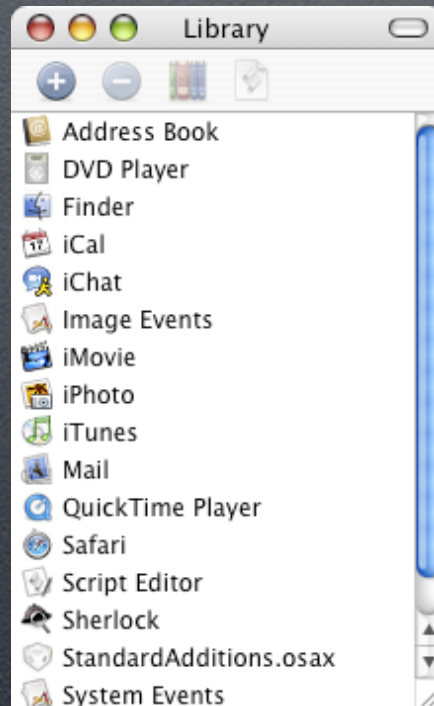 Library
Address Book
DVD Player
Finder
iCal
iChat
Image Events
iMovie
iPhoto
iTunes
Mail
QuickTime Player
Safari
Script Editor
Sherlock
StandardAdditions.osax
System Events